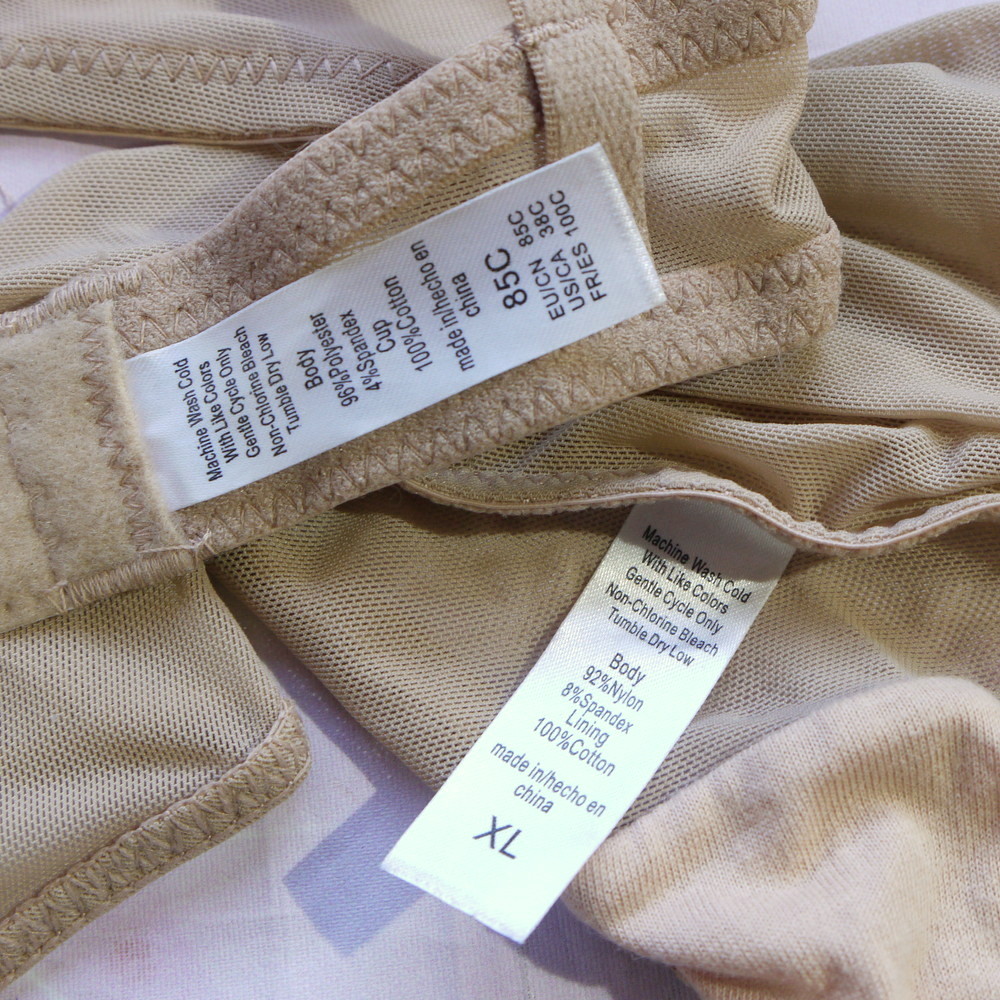 Machine Wash Cold
With Like Colors
Gentle Cycle Only
Non-Chlorine Bleach
Tumble Dry Low
Body
96%Polyester
4%Spandex
Cup
100%Cotton
made in/hecho en
china
85C
EU/CN 85C
US/CA 38C
FR/ES 100C
Machine Wash Cold
With Like Colors
Gentle Cycle Only
Non-Chlorine Bleach
Tumble Dry Low
Body
92%Nylon
8%Spandex
Lining
100%Cotton
made in/hecho en
china
XL